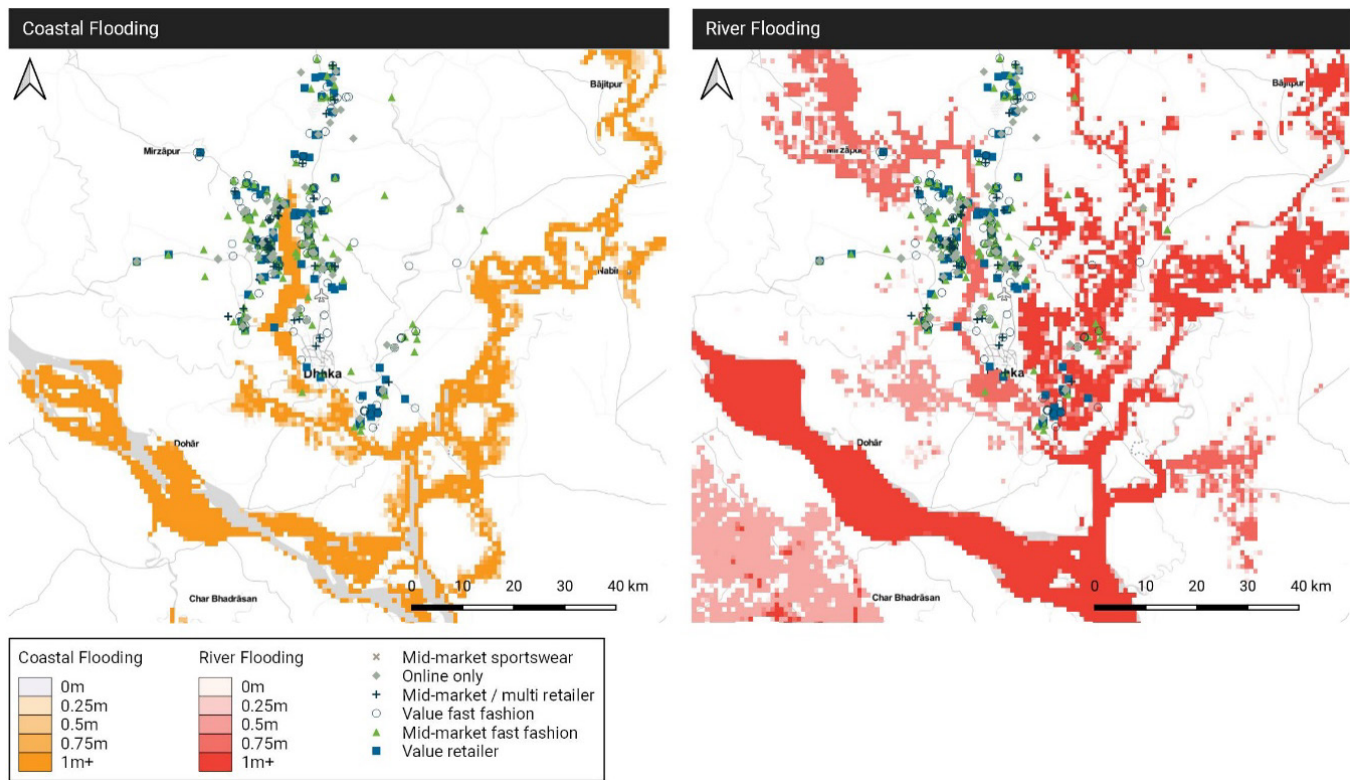 Coastal Flooding
River Flooding
Bājitpur
Mirzāpur
Dhaka
Dohār
Char Bhadrāsan
0 10 20 30 40 km
Bājitpur
Dohār
Char Bhadrāsan
0 10 20 30 40 km
Coastal Flooding
0m
0.25m
0.5m
0.75m
1m+
River Flooding
0m
0.25m
0.5m
0.75m
1m+
Mid-market sportswear
Online only
Mid-market / multi retailer
Value fast fashion
Mid-market fast fashion
Value retailer